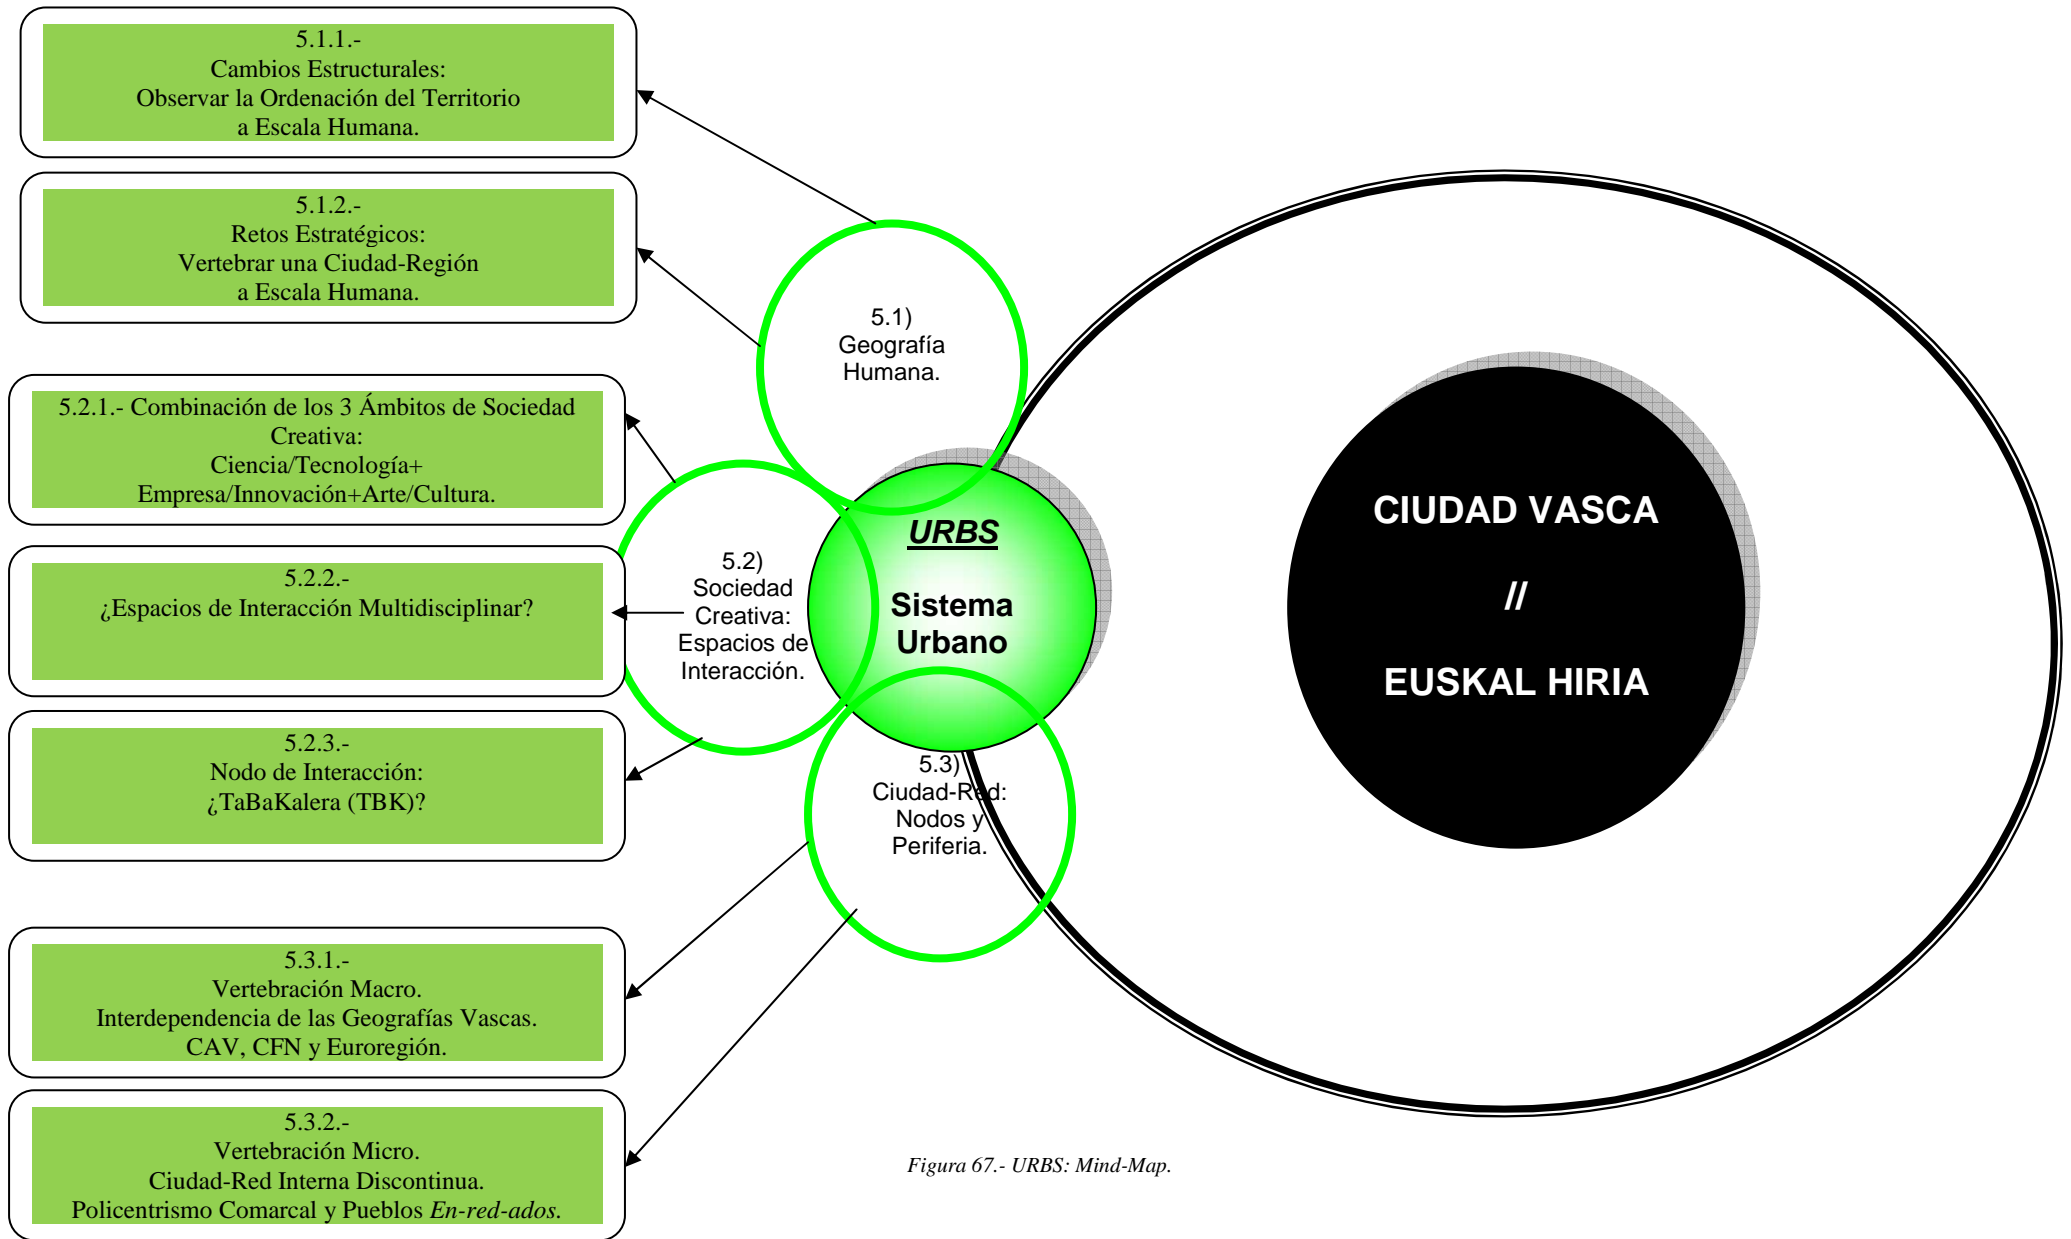 5.1.1.-
Cambios Estructurales:
Observar la Ordenación del Territorio
a Escala Humana.
5.1.2.-
Retos Estratégicos:
Vertebrar una Ciudad-Región
a Escala Humana.
5.2.1.- Combinación de los 3 Ámbitos de Sociedad
Creativa:
Ciencia/Tecnología+
Empresa/Innovación+Arte/Cultura.
5.2.2.-
¿Espacios de Interacción Multidisciplinar?
5.2.3.-
Nodo de Interacción:
¿TaBaKalera (TBK)?
5.3.1.-
Vertebración Macro.
Interdependencia de las Geografías Vascas.
CAV, CFN y Euroregión.
5.3.2.-
Vertebración Micro.
Ciudad-Red Interna Discontinua.
Policentrismo Comarcal y Pueblos En-red-ados.
5.1)
Geografía
Humana.
5.2)
Sociedad
Creativa:
Espacios de
Interacción.
URBS
Sistema
Urbano
5.3)
Ciudad-Red:
Nodos y
Periferia.
CIUDAD VASCA
//
EUSKAL HIRIA
Figura 67.- URBS: Mind-Map.